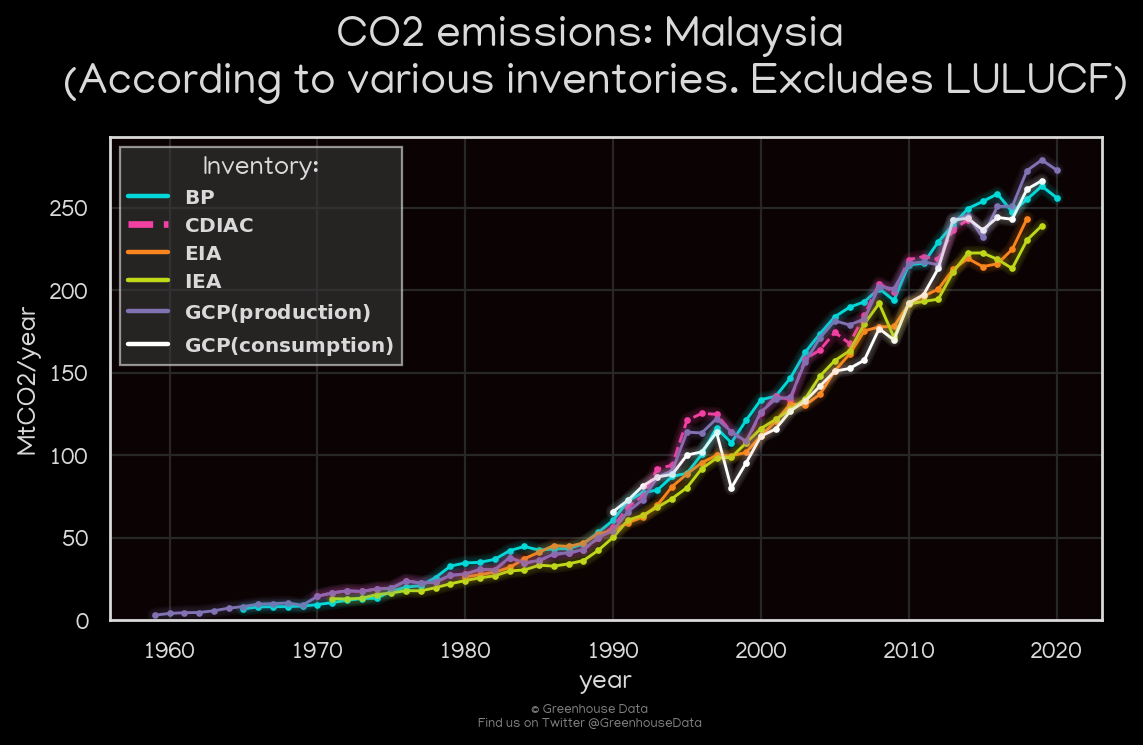 CO2 emissions: Malaysia
(According to various inventories. Excludes LULUCF)
Inventory:
BP
CDIAC
EIA
IEA
GCP(production)
GCP(consumption)
MtCO2/year
250
200
150
100
50
0
1960 1970 1980 1990 2000 2010 2020
year
© Greenhouse Data
Find us on Twitter @GreenhouseData